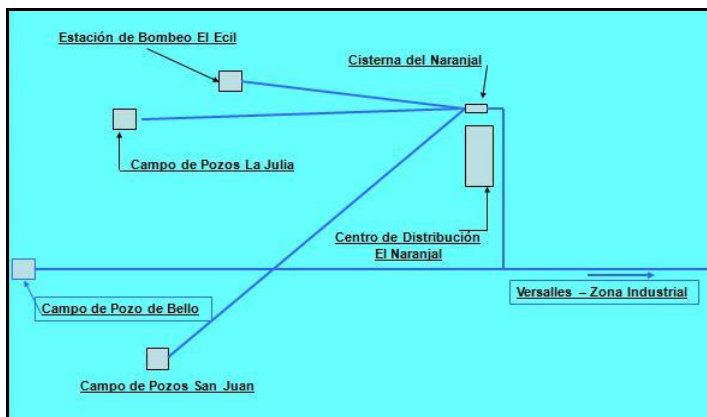 Estación de Bombeo El Ecil
Cisterna del Naranjal
Campo de Pozos La Julia
Centro de Distribución
El Naranjal
Versalles – Zona Industrial
Campo de Pozo de Bello
Campo de Pozos San Juan